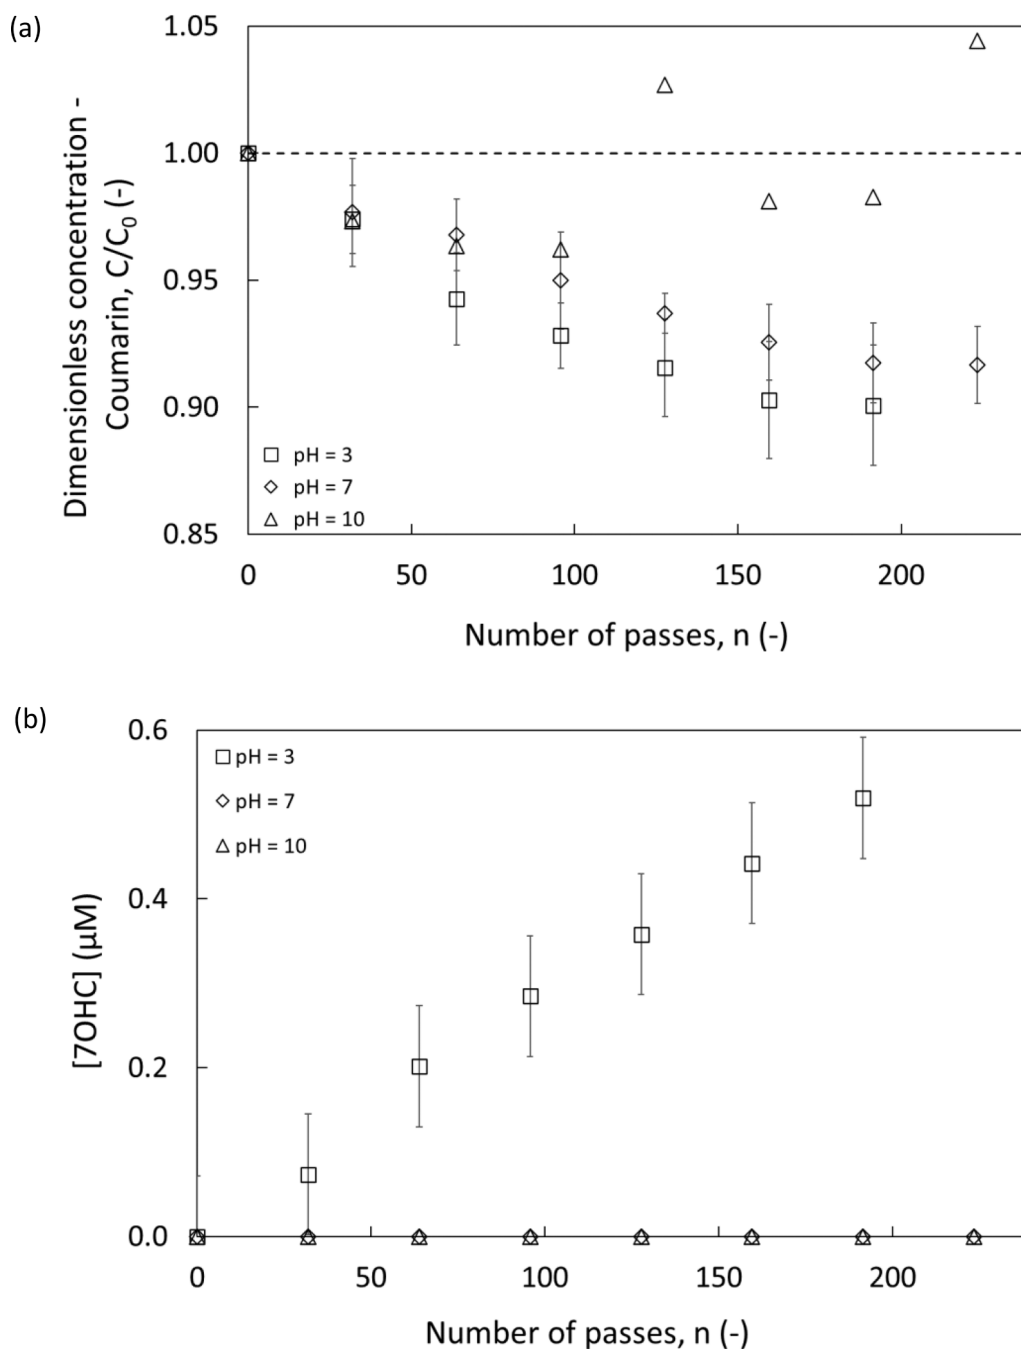 (a)
Dimensionless concentration -
Coumarin, C/C₀ (-)
1.05
1.00
0.95
0.90
0.85
pH = 3
pH = 7
pH = 10
0 50 100 150 200
Number of passes, n (-)
(b)
[7OHC] (µM)
0.6
0.4
0.2
0.0
pH = 3
pH = 7
pH = 10
0 50 100 150 200
Number of passes, n (-)